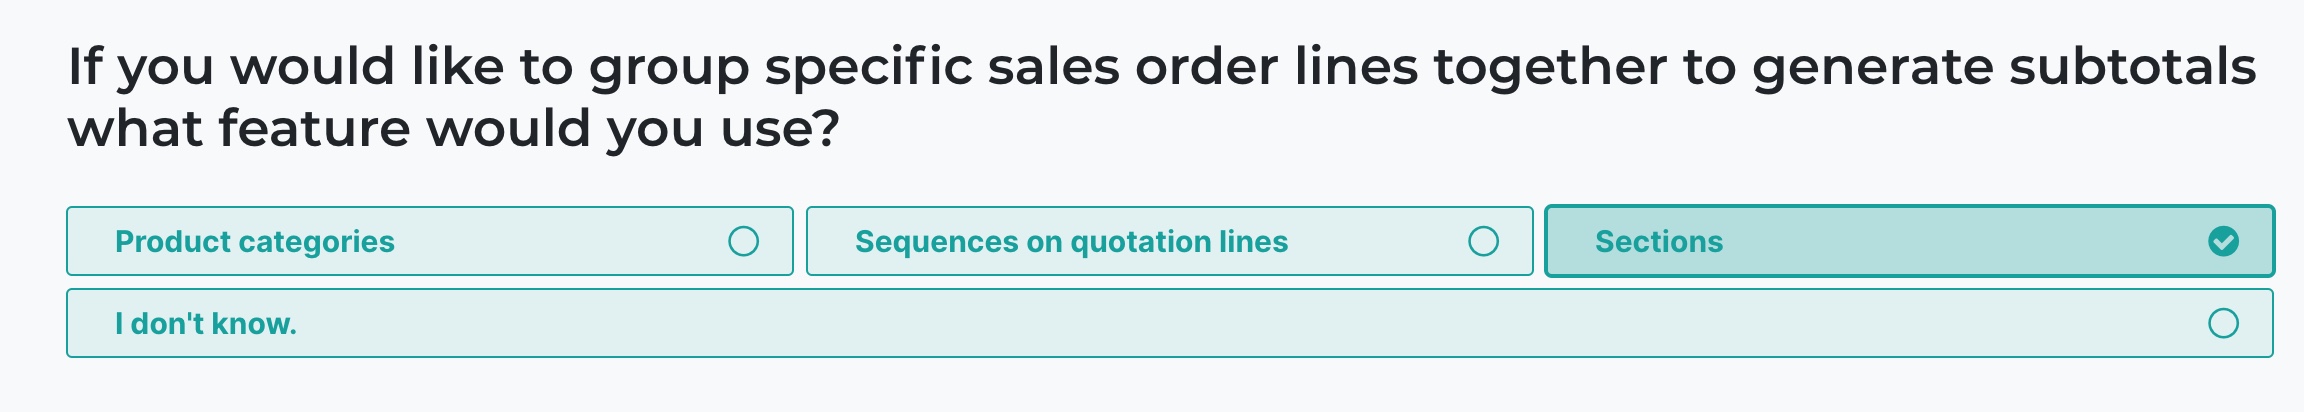 If you would like to group specific sales order lines together to generate subtotals
what feature would you use?
Product categories
Sequences on quotation lines
Sections
I don't know.